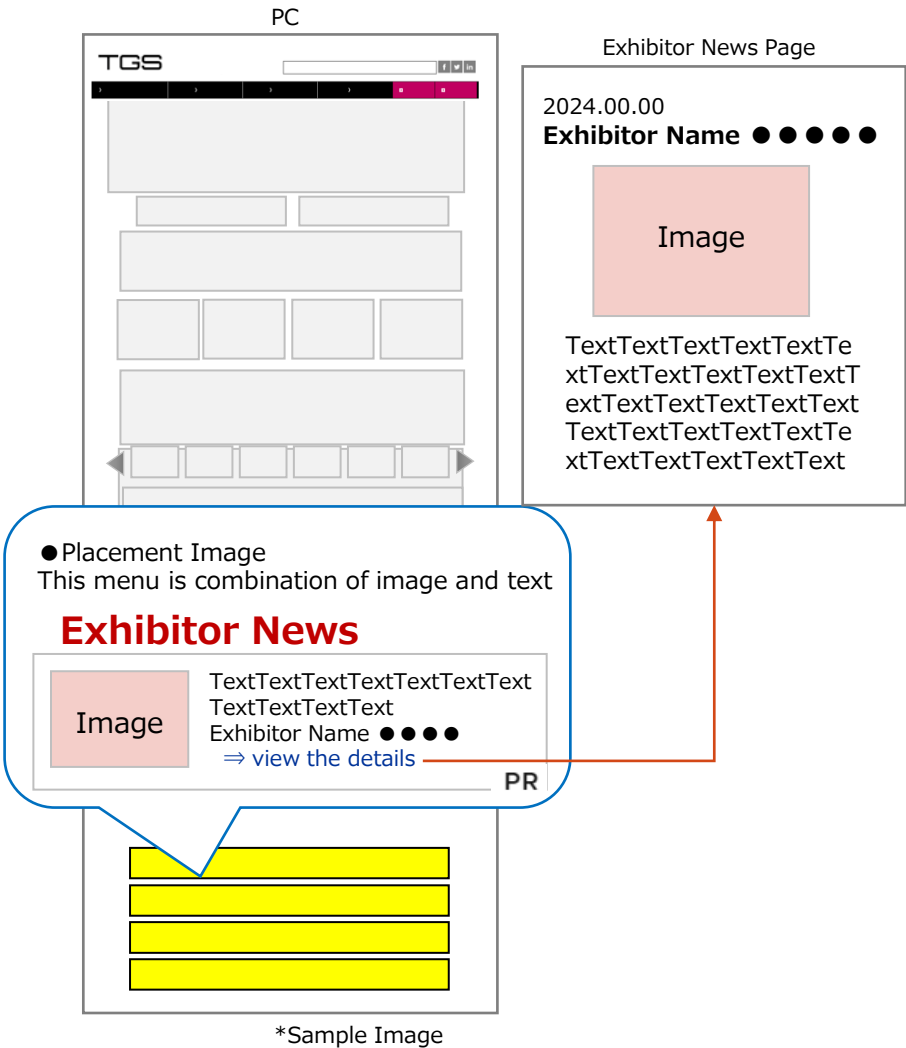 PC
TGS
f in
Exhibitor News Page
2024.00.00
Exhibitor Name ●●●●●
Image
TextTextTextTextTextTe
xtTextTextTextTextTextT
extTextTextTextTextText
TextTextTextTextTextTe
xtTextTextTextTextText
●Placement Image
This menu is combination of image and text
Exhibitor News
Image
TextTextTextTextTextTextText
TextTextTextText
Exhibitor Name ●●●●
⇒ view the details
PR
*Sample Image